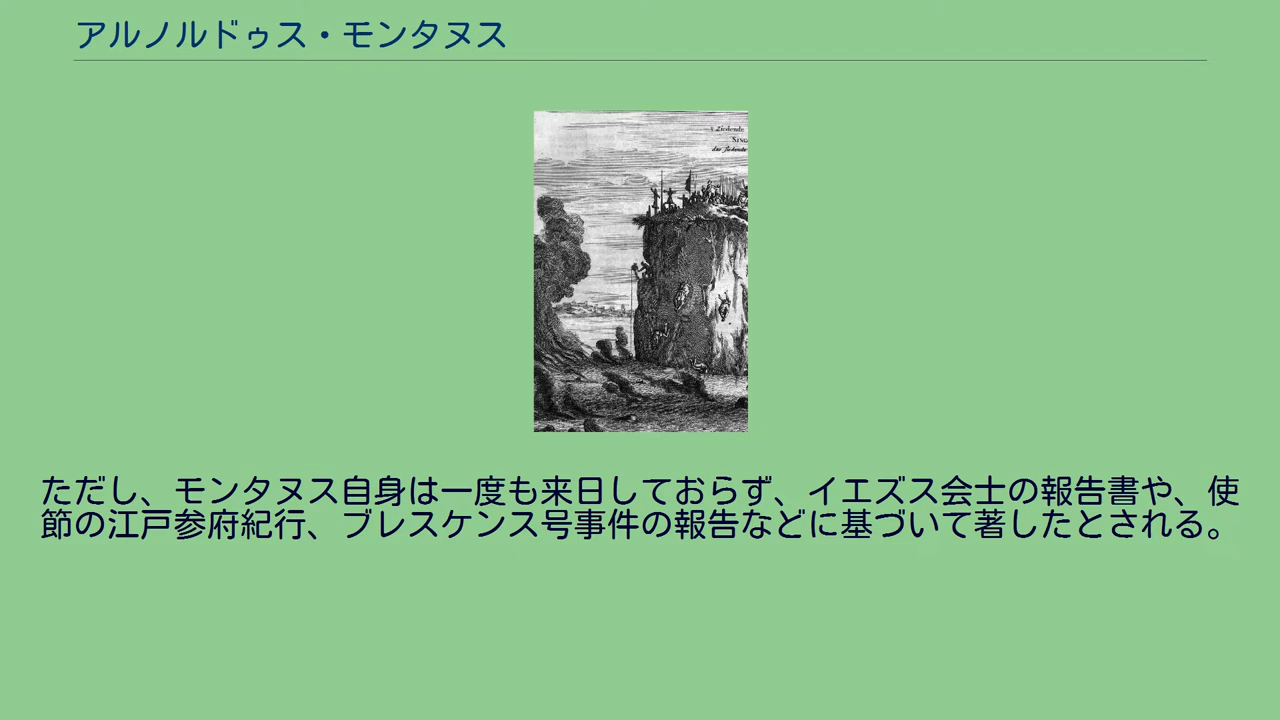 アルノルドゥス・モンタヌス
ただし、モンタヌス自身は一度も来日しておらず、イエズス会士の報告書や、使
節の江戸参府紀行、ブレスケンス号事件の報告などに基づいて著したとされる。